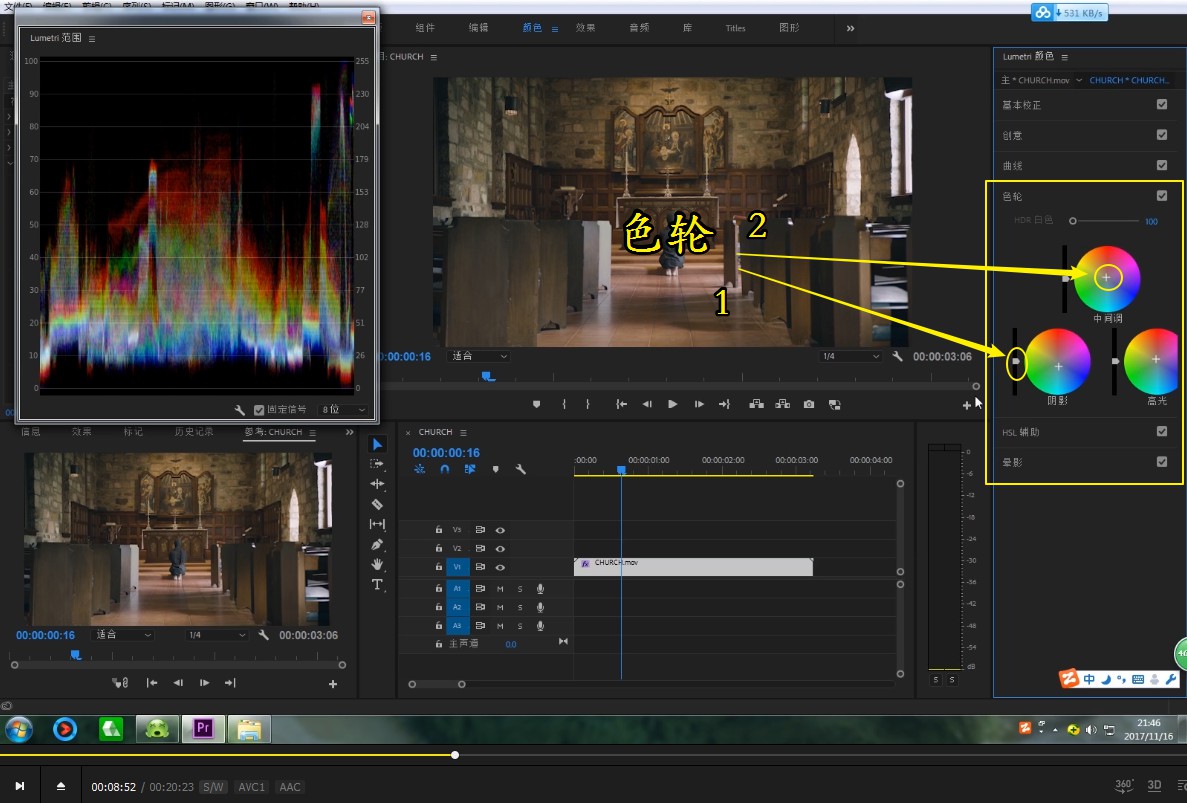 文件(F) 编辑(E) 剪辑(C) 序列(S) 标记(M) 图形(G) 窗口(W) 帮助(H)
531 KB/s
组件 编辑 颜色 效果 音频 库 Titles 图形
Lumetri 范围
100 255
90 230
80 204
70 179
60 153
50 128
40 102
30 77
20 51
10 26
0 0
固定信号 8 位
目: CHURCH
色轮
2
1
0:00:00:16 适合 1/4 00:00:03:06
Lumetri 颜色
主 * CHURCH.mov CHURCH * CHURCH...
基本校正
创意
曲线
色轮
HDR 白色 100
中间调
阴影 高光
HSL 辅助
晕影
信息 效果 标记 历史记录 参考: CHURCH
00:00:00:16 适合 1/4 00:00:03:06
CHURCH
00:00:00:16
:00:00 00:00:01:00 00:00:02:00 00:00:03:00 00:00:04:00
V3
V2
V1
fx CHURCH.mov
A1 M S
A2 M S
A3 M S
主声道 0.0
0
-6
-12
-18
-24
-30
-36
-42
-48
-54
dB
S S
中
46
Pr
21:46
2017/11/16
00:08:52 / 00:20:23 S/W AVC1 AAC
360° 3D